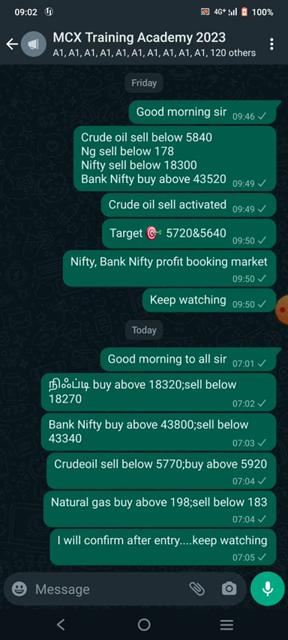 09:02
4G+
100%
MCX Training Academy 2023
A1, A1, A1, A1, A1, A1, A1, A1, A1, A1, 120 others
Friday
Good morning sir 09:46
Crude oil sell below 5840
Ng sell below 178
Nifty sell below 18300
Bank Nifty buy above 43520 09:49
Crude oil sell activated 09:49
Target 🎯 5720&5640 09:50
Nifty, Bank Nifty profit booking market
09:50
Keep watching 09:50
Today
Good morning to all sir 07:01
நிஃப்டி buy above 18320;sell below
18270 07:02
Bank Nifty buy above 43800;sell below
43340 07:03
Crudeoil sell below 5770;buy above 5920
07:04
Natural gas buy above 198;sell below 183
07:04
I will confirm after entry....keep watching
07:05
Message